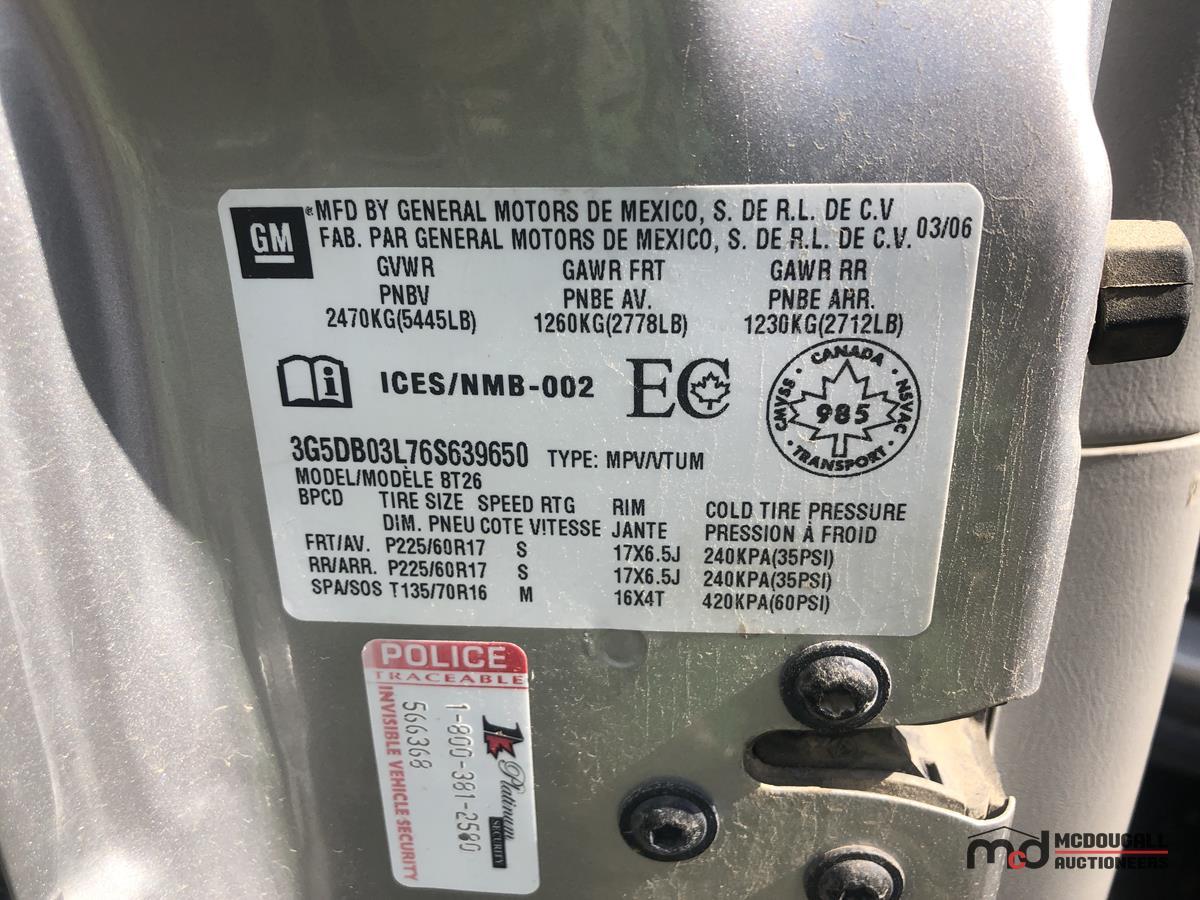 GM
MFD BY GENERAL MOTORS DE MEXICO, S. DE R.L. DE C.V
FAB. PAR GENERAL MOTORS DE MEXICO, S. DE R.L. DE C.V. 03/06
GVWR GAWR FRT GAWR RR
PNBV PNBE AV. PNBE ARR.
2470KG(5445LB) 1260KG(2778LB) 1230KG(2712LB)
i ICES/NMB-002 EC
CANADA
CMVSS 985 NSVAC
TRANSPORT
3G5DB03L76S639650 TYPE: MPV/VTUM
MODEL/MODÈLE BT26
BPCD TIRE SIZE SPEED RTG RIM COLD TIRE PRESSURE
DIM. PNEU COTE VITESSE JANTE PRESSION À FROID
FRT/AV. P225/60R17 S 17X6.5J 240KPA(35PSI)
RR/ARR. P225/60R17 S 17X6.5J 240KPA(35PSI)
SPA/SOS T135/70R16 M 16X4T 420KPA(60PSI)
POLICE
TRACEABLE
Platinum
SECURITY
1-800-381-2580
566368
INVISIBLE VEHICLE SECURITY
mcd MCDOUGALL
AUCTIONEERS